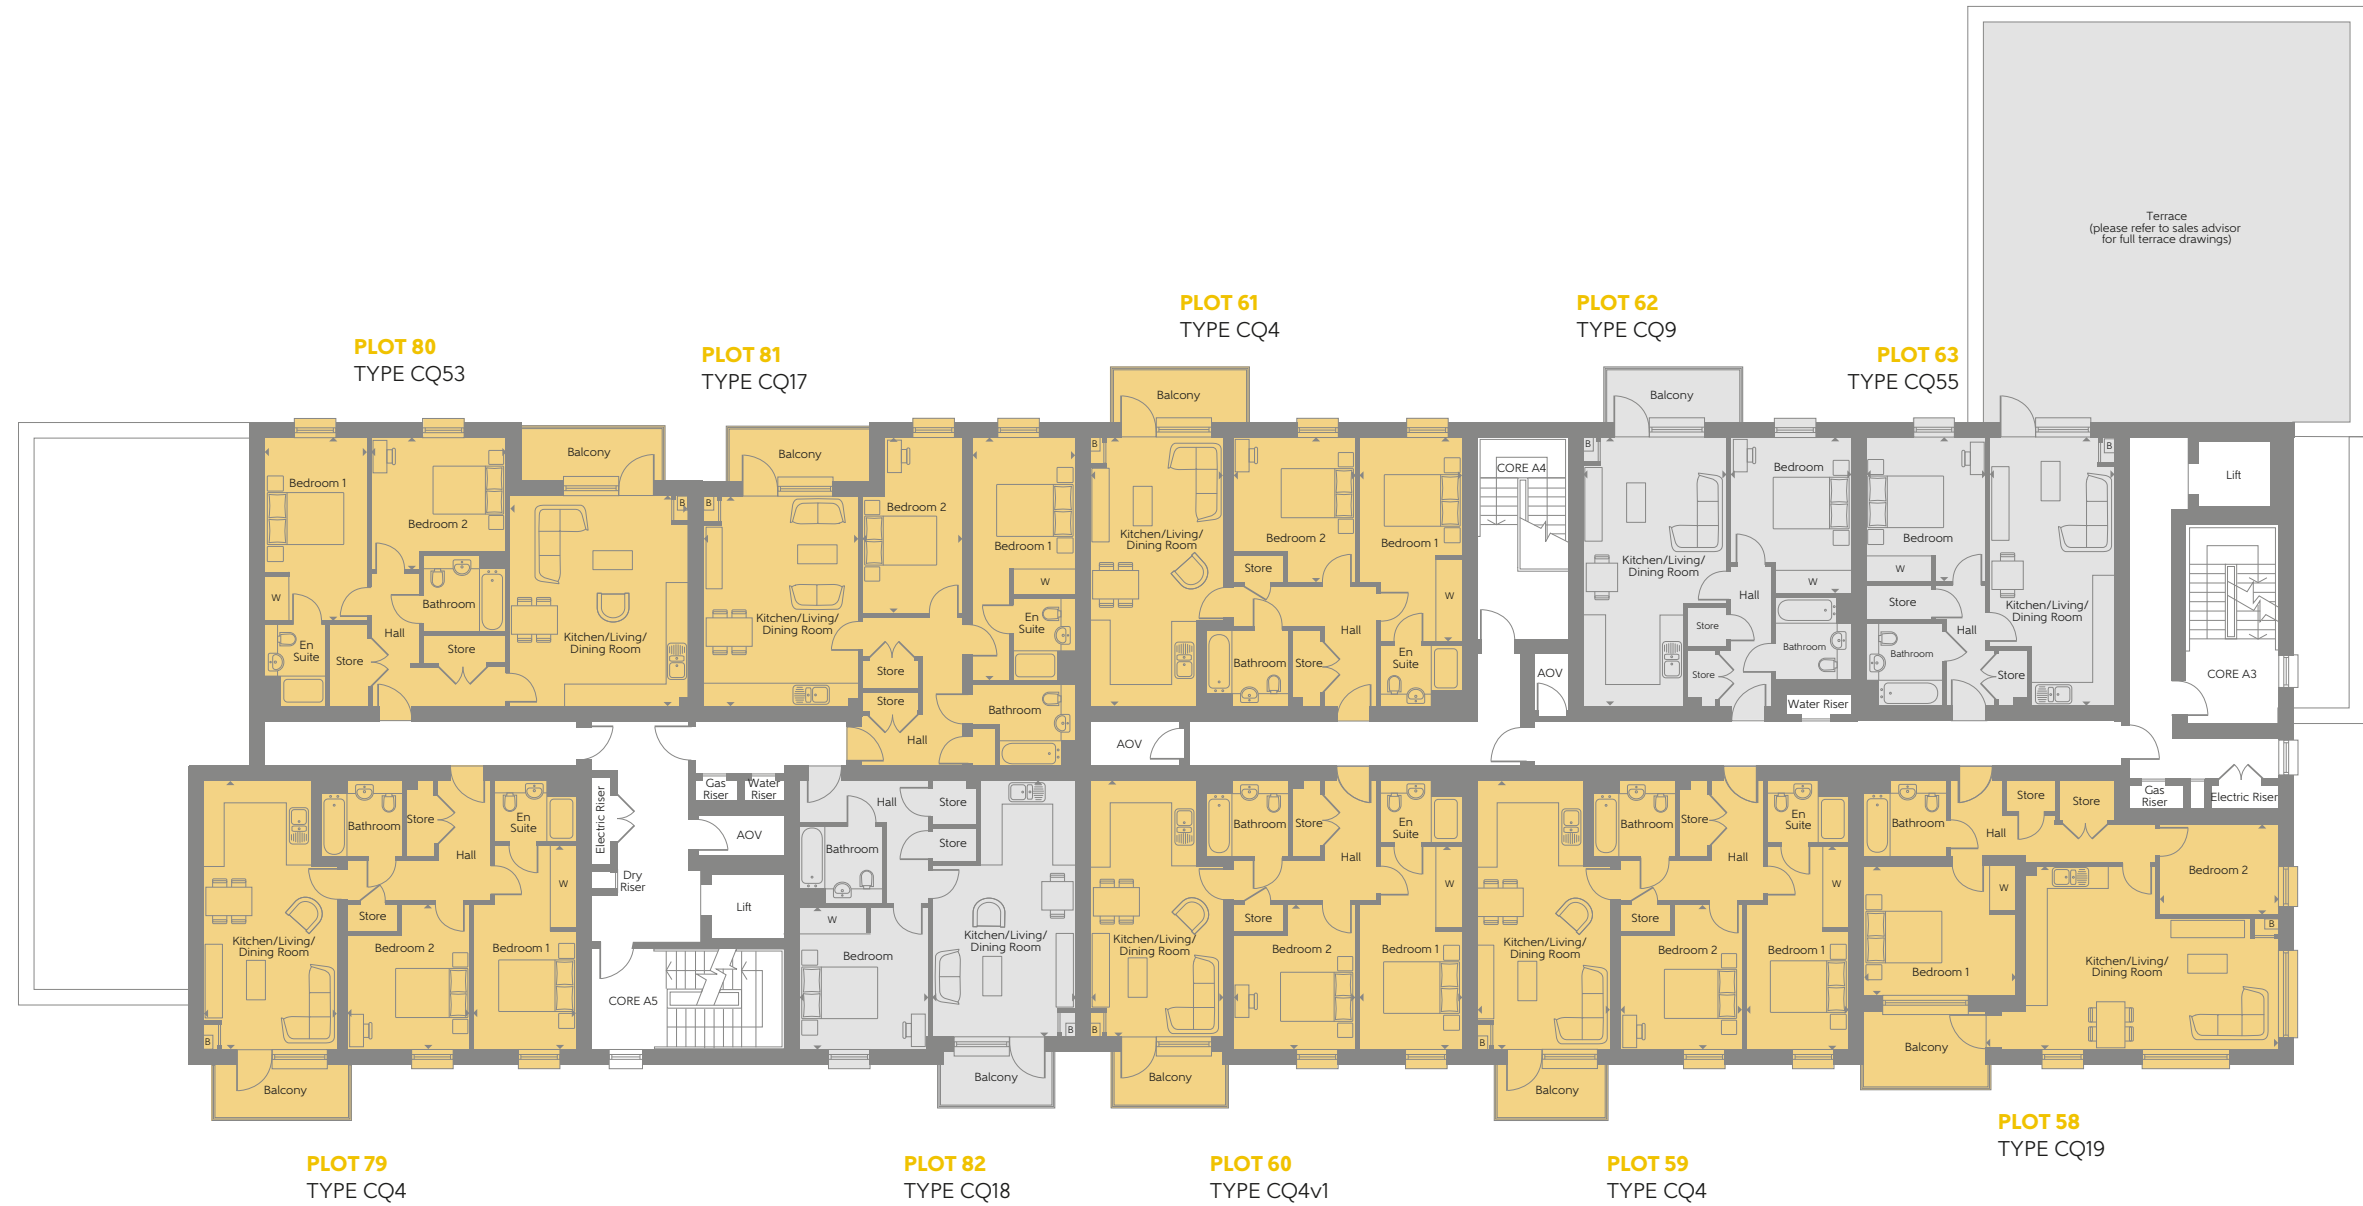 Terrace
(please refer to sales advisor
for full terrace drawings)
PLOT 61
TYPE CQ4
PLOT 62
TYPE CQ9
PLOT 80
TYPE CQ53
PLOT 81
TYPE CQ17
PLOT 63
TYPE CQ55
Bedroom 1
Bedroom 2
W
En
Suite
Store
Hall
Bathroom
Store
Balcony
B
Kitchen/Living/
Dining Room
Balcony
B
Kitchen/Living/
Dining Room
Bedroom 2
Bedroom 1
W
En
Suite
Store
Store
Hall
Bathroom
Balcony
B
Kitchen/Living/
Dining Room
Bedroom 2
Bedroom 1
Store
W
Hall
Bathroom
Store
En
Suite
CORE A4
AOV
AOV
Balcony
B
Kitchen/Living/
Dining Room
Bedroom
W
Hall
Store
Store
Bathroom
Water Riser
Bedroom
W
Store
Hall
Bathroom
Store
B
Kitchen/Living/
Dining Room
Lift
CORE A3
Gas
Riser
Electric Riser
Bathroom
Store
En
Suite
Hall
W
Store
Kitchen/Living/
Dining Room
Bedroom 2
Bedroom 1
B
Balcony
Electric Riser
Dry
Riser
Gas
Riser
Water
Riser
AOV
Lift
CORE A5
Hall
Store
Store
Bathroom
W
Bedroom
Kitchen/Living/
Dining Room
B
Balcony
Bathroom
Store
En
Suite
Hall
W
Store
Kitchen/Living/
Dining Room
Bedroom 2
Bedroom 1
B
Balcony
Bathroom
Store
En
Suite
Hall
W
Store
Kitchen/Living/
Dining Room
Bedroom 2
Bedroom 1
B
Balcony
Bathroom
Hall
Store
Store
Bedroom 2
W
B
Bedroom 1
Kitchen/Living/
Dining Room
Balcony
PLOT 79
TYPE CQ4
PLOT 82
TYPE CQ18
PLOT 60
TYPE CQ4v1
PLOT 59
TYPE CQ4
PLOT 58
TYPE CQ19